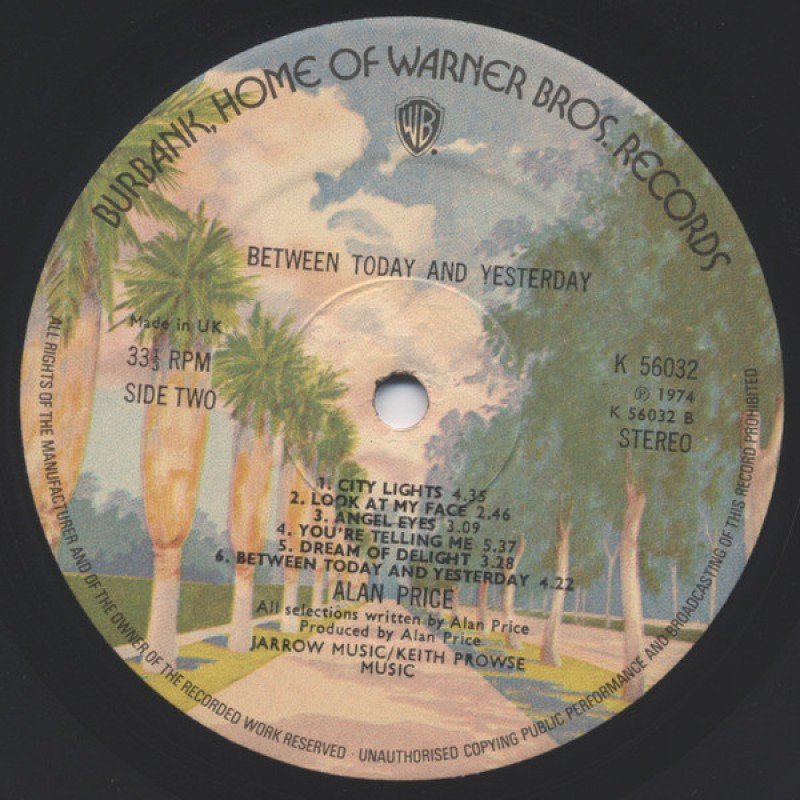 BURBANK, HOME OF WARNER BROS. RECORDS
WB
BETWEEN TODAY AND YESTERDAY
Made in UK
33⅓ RPM
SIDE TWO
K 56032
℗ 1974
K 56032 B
STEREO
1. CITY LIGHTS 4.35
2. LOOK AT MY FACE 2.46
3. ANGEL EYES 3.09
4. YOU'RE TELLING ME 5.37
5. DREAM OF DELIGHT 3.28
6. BETWEEN TODAY AND YESTERDAY 4.22
ALAN PRICE
All selections written by Alan Price
Produced by Alan Price
JARROW MUSIC/KEITH PROWSE
MUSIC
ALL RIGHTS OF THE MANUFACTURER AND OF THE OWNER OF THE RECORDED WORK RESERVED · UNAUTHORISED COPYING PUBLIC PERFORMANCE AND BROADCASTING OF THIS RECORD PROHIBITED